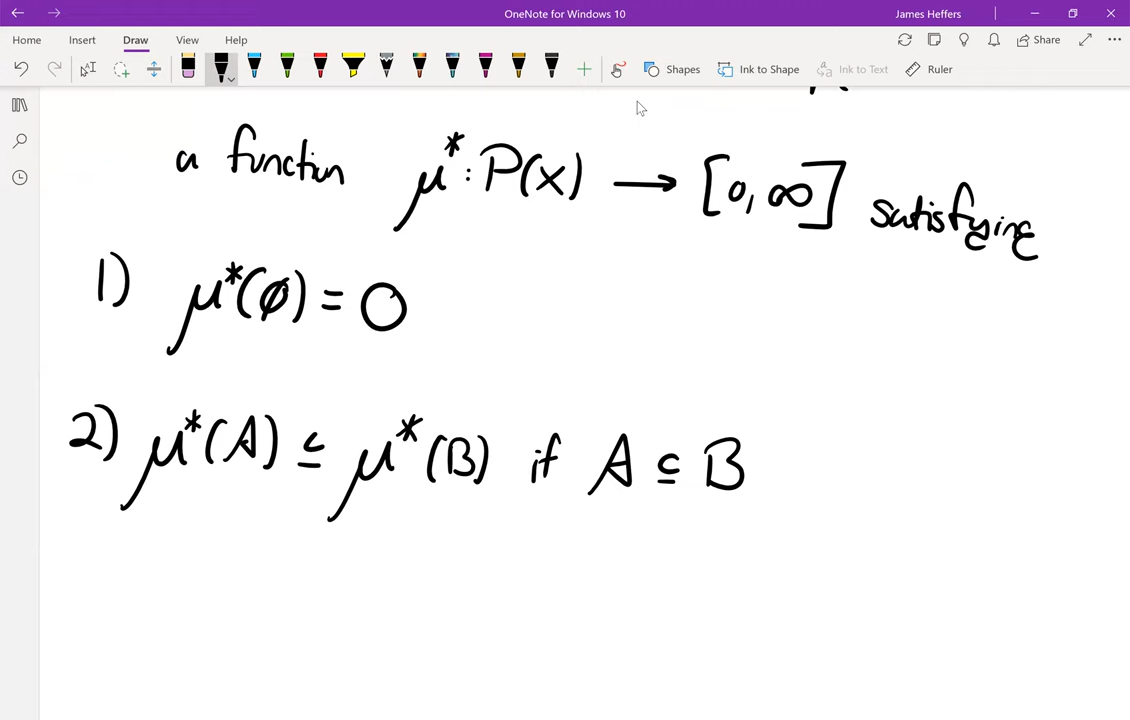 OneNote for Windows 10
James Heffers
Home Insert Draw View Help
Share
Shapes Ink to Shape Ink to Text Ruler
a function μ* : P(X) → [0, ∞] satisfying
1) μ*(∅) = 0
2) μ*(A) ⊆ μ*(B) if A ⊆ B